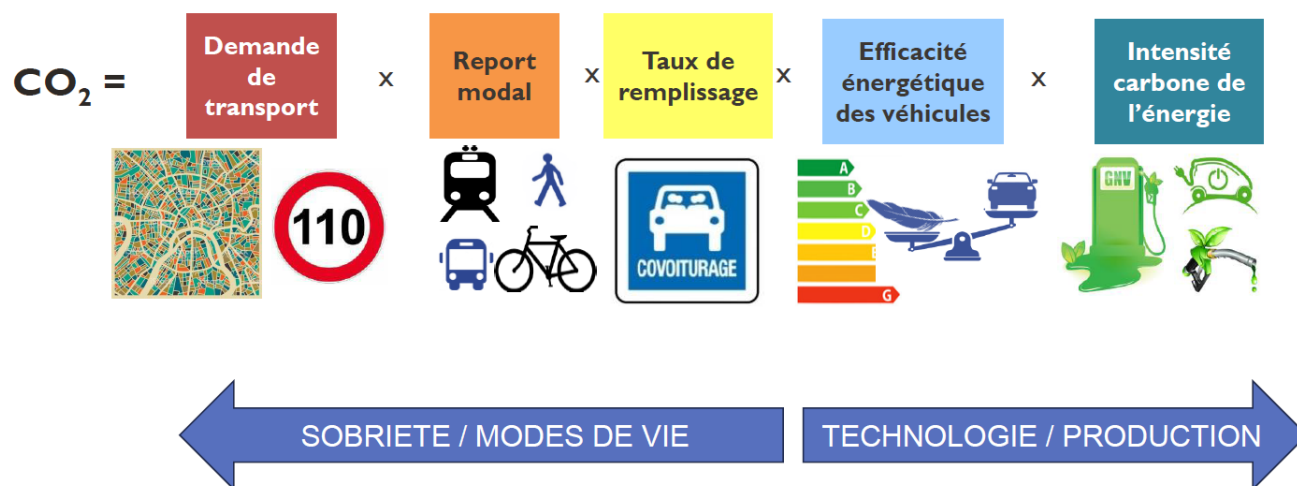 CO₂ =
Demande
de
transport
x
Report
modal
x
Taux de
remplissage
x
Efficacité
énergétique
des véhicules
x
Intensité
carbone de
l'énergie
110
COVOITURAGE
A
B
C
D
E
G
GNV
SOBRIETE / MODES DE VIE
TECHNOLOGIE / PRODUCTION